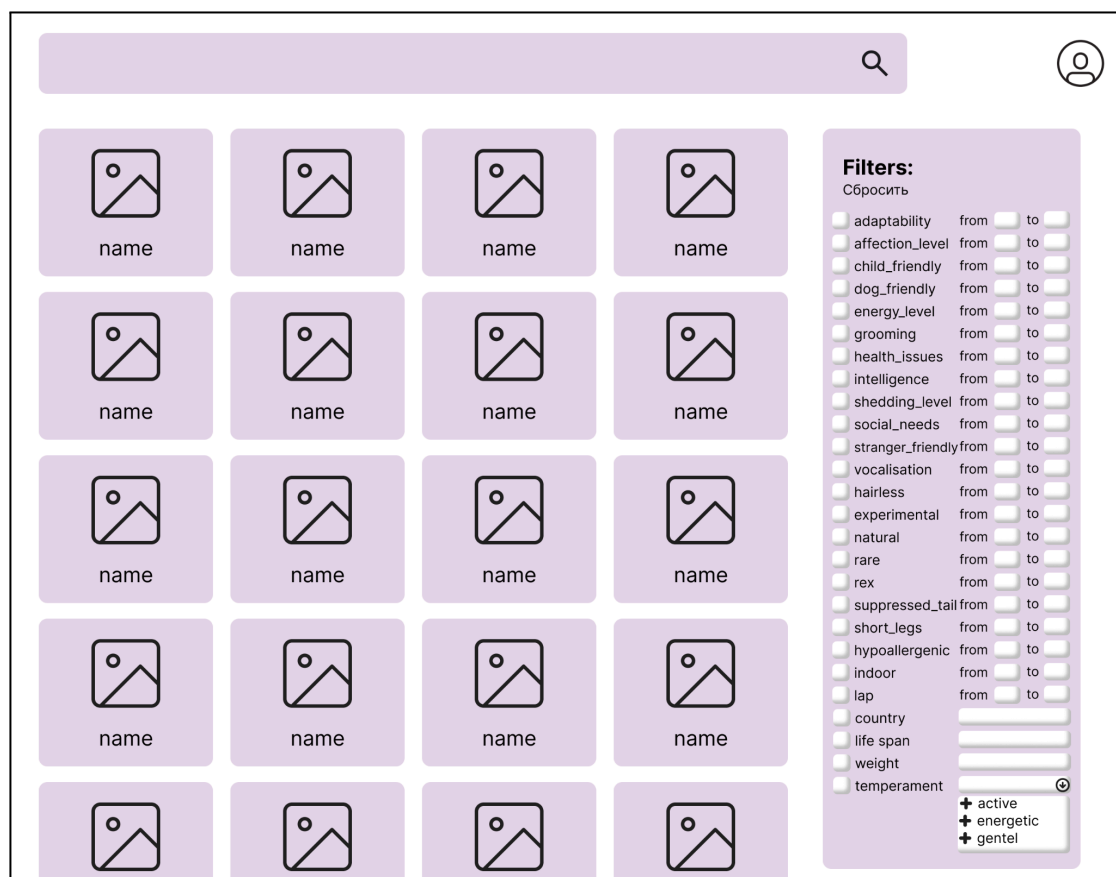 name name name name
name name name name
name name name name
name name name name
Filters:
Сбросить
adaptability from to
affection_level from to
child_friendly from to
dog_friendly from to
energy_level from to
grooming from to
health_issues from to
intelligence from to
shedding_level from to
social_needs from to
stranger_friendly from to
vocalisation from to
hairless from to
experimental from to
natural from to
rare from to
rex from to
suppressed_tail from to
short_legs from to
hypoallergenic from to
indoor from to
lap from to
country
life span
weight
temperament
active
energetic
gentel